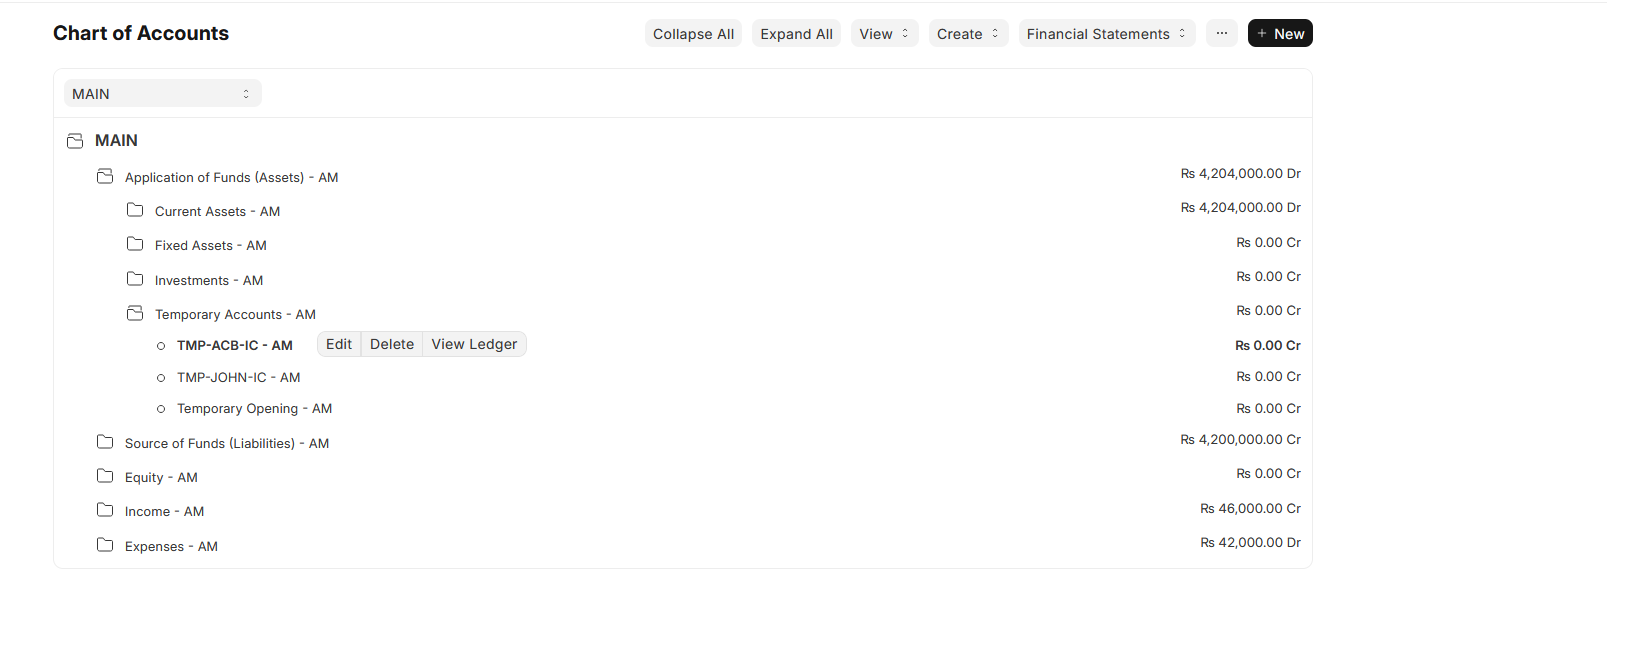 Chart of Accounts Collapse All Expand All View Create Financial Statements ... + New
MAIN
MAIN
Application of Funds (Assets) - AM ₨ 4,204,000.00 Dr
Current Assets - AM ₨ 4,204,000.00 Dr
Fixed Assets - AM ₨ 0.00 Cr
Investments - AM ₨ 0.00 Cr
Temporary Accounts - AM ₨ 0.00 Cr
TMP-ACB-IC - AM Edit Delete View Ledger ₨ 0.00 Cr
TMP-JOHN-IC - AM ₨ 0.00 Cr
Temporary Opening - AM ₨ 0.00 Cr
Source of Funds (Liabilities) - AM ₨ 4,200,000.00 Cr
Equity - AM ₨ 0.00 Cr
Income - AM ₨ 46,000.00 Cr
Expenses - AM ₨ 42,000.00 Dr